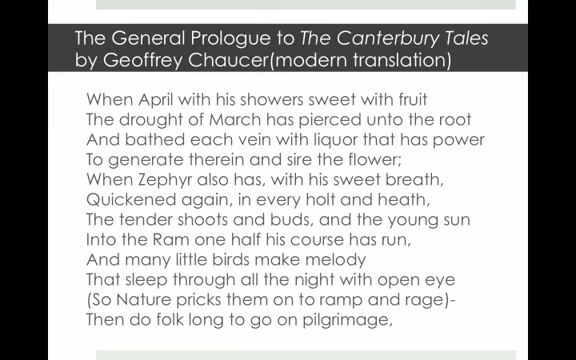 The General Prologue to The Canterbury Tales
by Geoffrey Chaucer(modern translation)
When April with his showers sweet with fruit
The drought of March has pierced unto the root
And bathed each vein with liquor that has power
To generate therein and sire the flower;
When Zephyr also has, with his sweet breath,
Quickened again, in every holt and heath,
The tender shoots and buds, and the young sun
Into the Ram one half his course has run,
And many little birds make melody
That sleep through all the night with open eye
(So Nature pricks them on to ramp and rage)-
Then do folk long to go on pilgrimage,